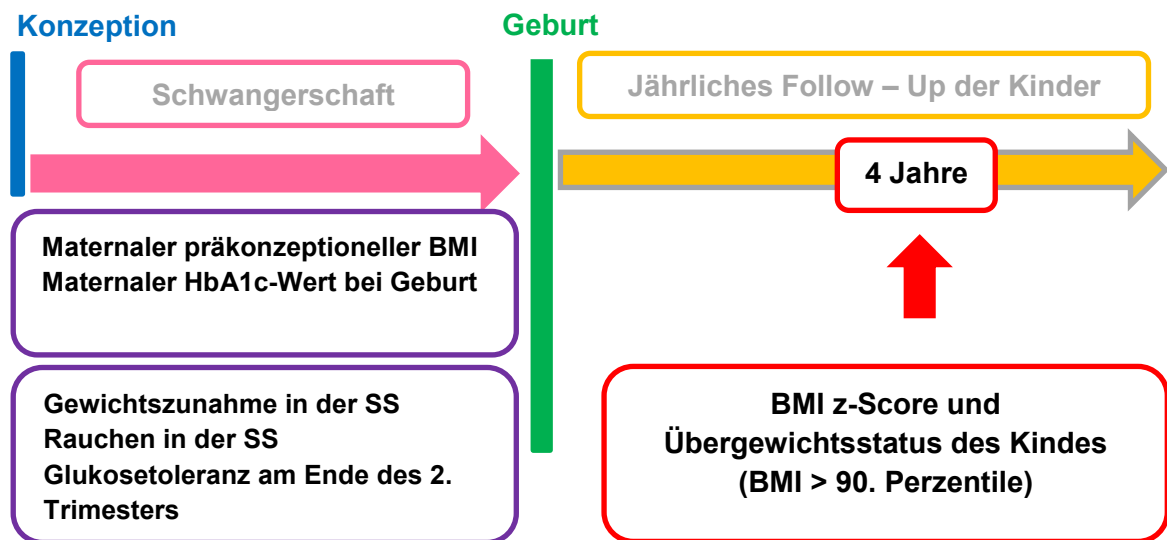 Konzeption
Geburt
Schwangerschaft
Jährliches Follow – Up der Kinder
4 Jahre
Maternaler präkonzeptioneller BMI
Maternaler HbA1c-Wert bei Geburt
Gewichtszunahme in der SS
Rauchen in der SS
Glukosetoleranz am Ende des 2.
Trimesters
BMI z-Score und
Übergewichtsstatus des Kindes
(BMI > 90. Perzentile)